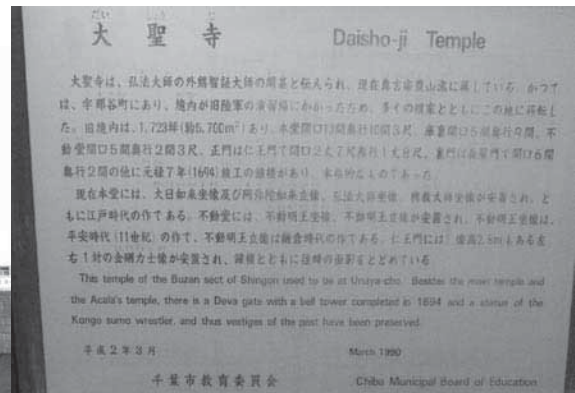 だい しょう じ
大聖寺 Daisho-ji Temple
大聖寺は、弘法大師の外甥智証大師の開基と伝えられ、現在真言宗豊山派に属している。かつて
は、宇那谷町にあり、境内が旧陸軍の演習場にかかったため、多くの檀家とともにこの地に移転し
た。旧境内は、1,723坪(約5,700m²)あり、本堂間口13間奥行10間3尺、庫裏間口5間奥行9間、不
動堂間口5間奥行2間3尺、正門は仁王門で間口2丈7尺奥行1丈8尺、裏門は長屋門で間口6間
奥行2間の他に元禄7年(1694)竣工の鐘楼があり、本格的なものであった。
現在本堂には、大日如来坐像及び阿弥陀如来立像、弘法大師坐像、興教大師坐像が安置され、と
もに江戸時代の作である。不動堂には、不動明王坐像、不動明王立像が安置され、不動明王坐像は、
平安時代(11世紀)の作で、不動明王立像は鎌倉時代の作である。仁王門には、像高2.6mもある左
右1対の金剛力士像が安置され、鐘楼とともに往時の面影をとどめている
This temple of the Buzan sect of Shingon used to be at Unaya-cho. Besides the main temple and
the Acala's temple, there is a Deva gate with a bell tower completed in 1694 and a statue of the
Kongo sumo wrestler, and thus vestiges of the past have been preserved.
平成2年3月 March 1990
千葉市教育委員会 Chiba Municipal Board of Education